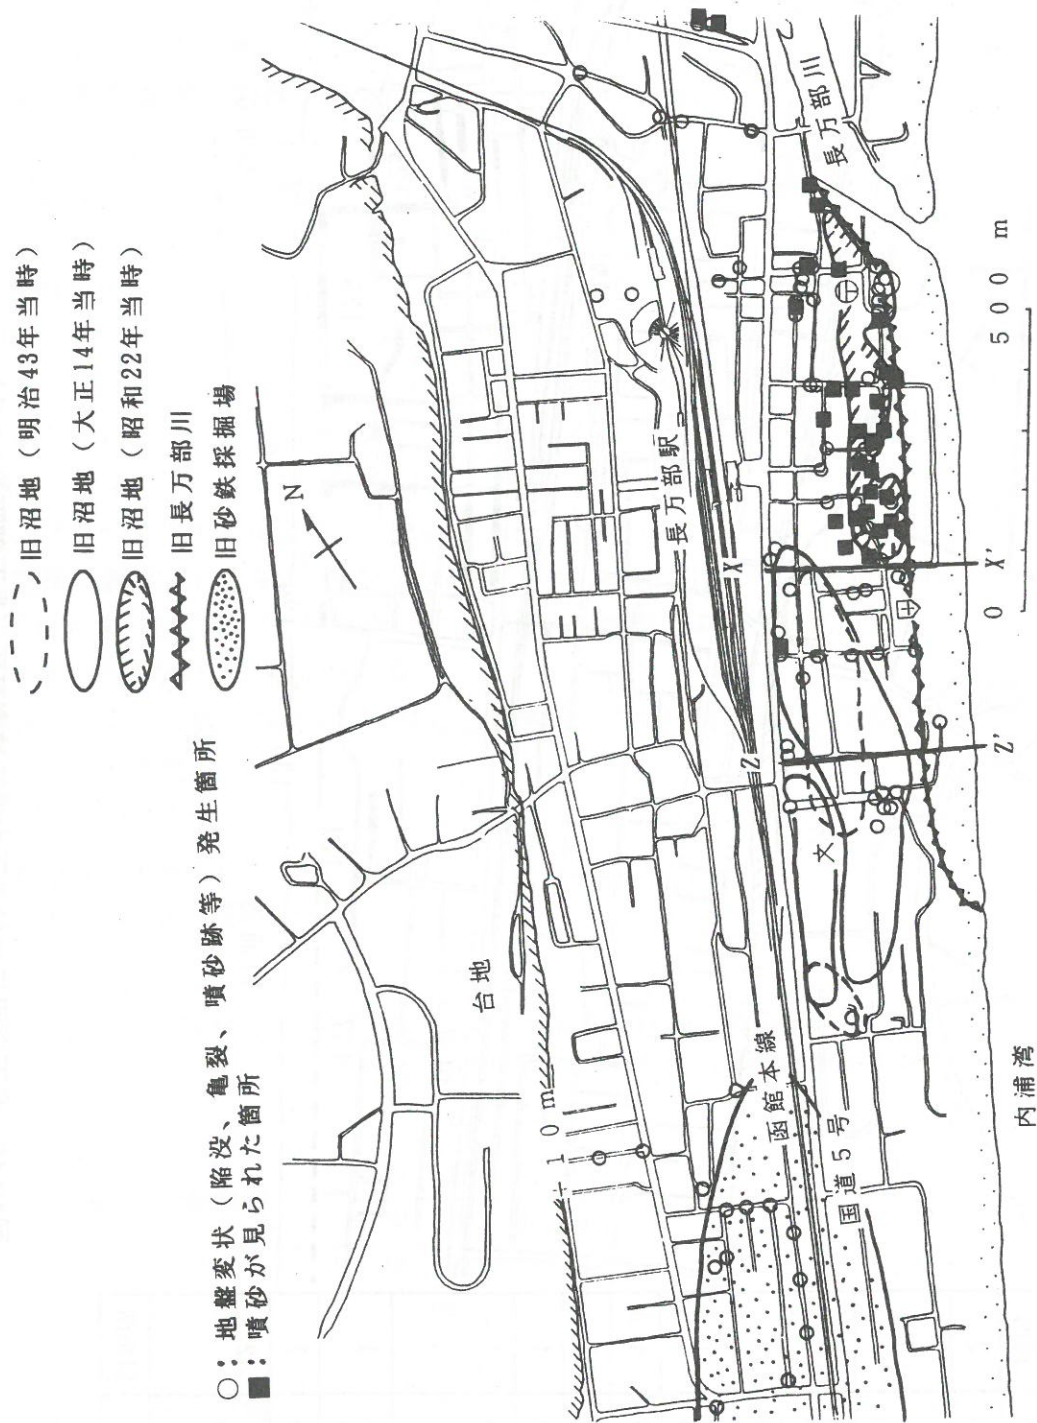 旧沼地（明治43年当時）
旧沼地（大正14年当時）
旧沼地（昭和22年当時）
旧長万部川
旧砂鉄採掘場
○：地盤変状（陥没、亀裂、噴砂跡等）発生箇所
■：噴砂が見られた箇所
N
台地
10m
長万部駅
長万部川
函館本線
国道5号
文
X
X'
Z
Z'
0
500m
内浦湾